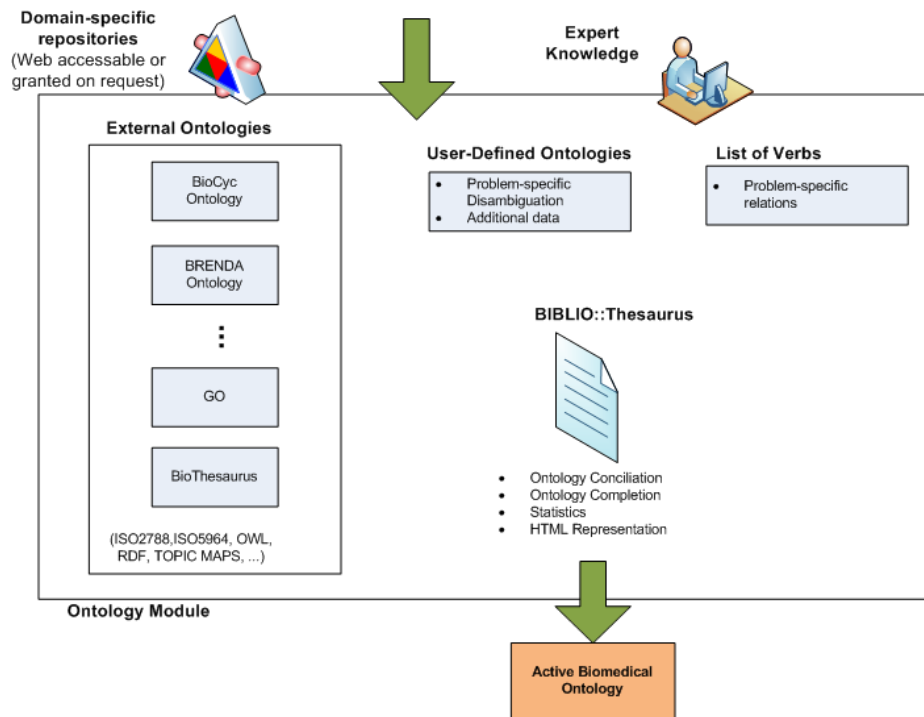 Domain-specific
repositories
(Web accessable or
granted on request)
Expert
Knowledge
External Ontologies
BioCyc
Ontology
BRENDA
Ontology
GO
BioThesaurus
(ISO2788,ISO5964, OWL,
RDF, TOPIC MAPS, ...)
User-Defined Ontologies
• Problem-specific
Disambiguation
• Additional data
List of Verbs
• Problem-specific
relations
BIBLIO::Thesaurus
• Ontology Conciliation
• Ontology Completion
• Statistics
• HTML Representation
Ontology Module
Active Biomedical
Ontology